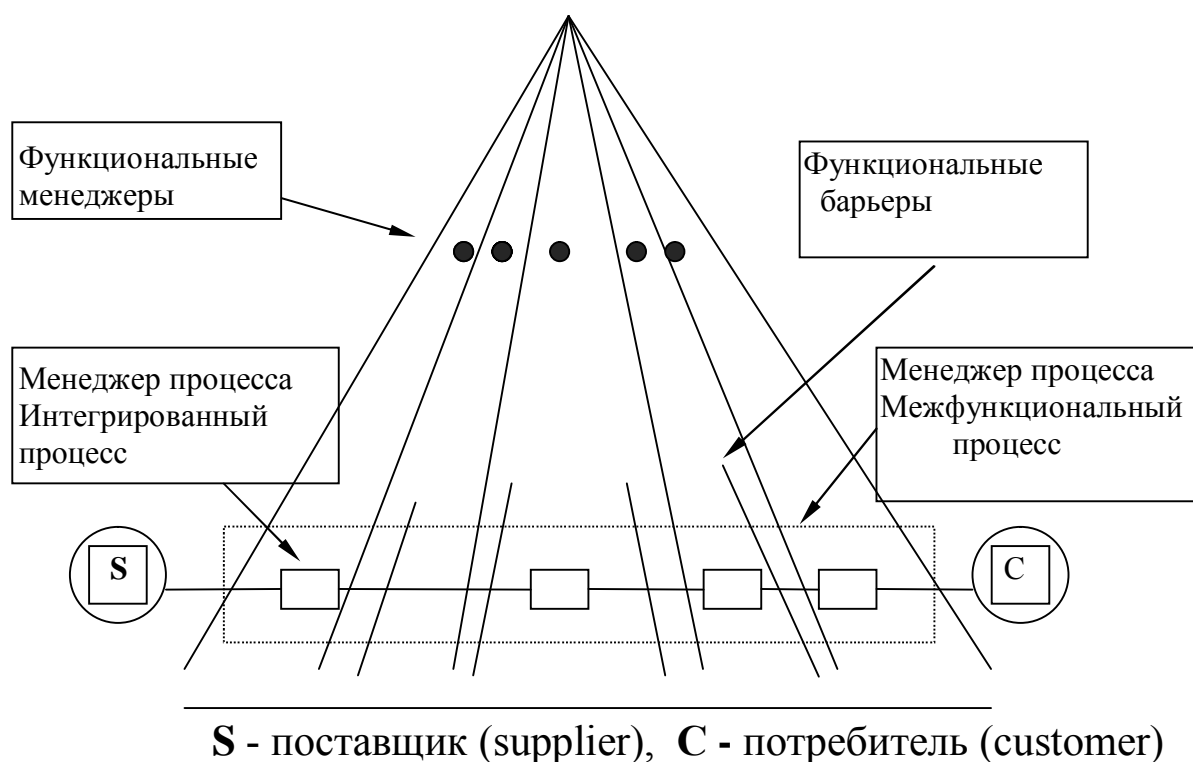 Функциональные
менеджеры
Функциональные
барьеры
Менеджер процесса
Интегрированный
процесс
Менеджер процесса
Межфункциональный
процесс
S
C
S - поставщик (supplier), C - потребитель (customer)